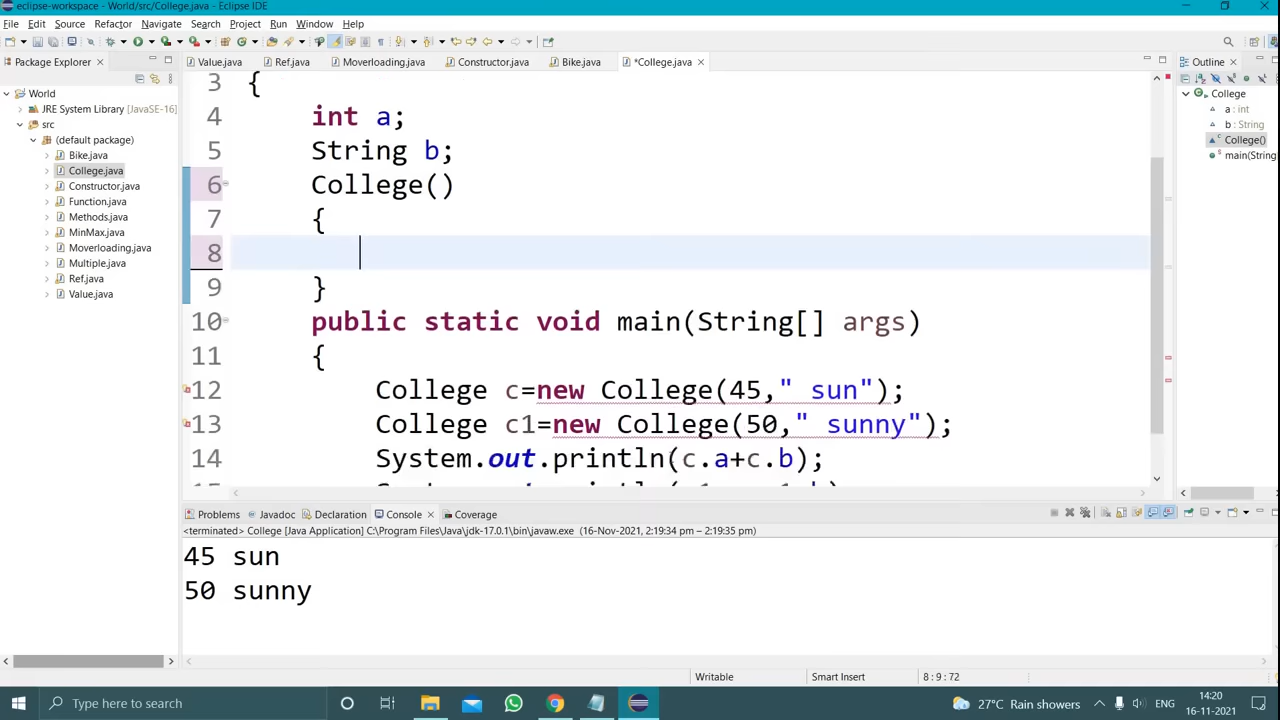 eclipse-workspace - World/src/College.java - Eclipse IDE
File Edit Source Refactor Navigate Search Project Run Window Help
Package Explorer
Value.java Ref.java Moverloading.java Constructor.java Bike.java *College.java
Outline
World
JRE System Library [JavaSE-16]
src
(default package)
Bike.java
College.java
Constructor.java
Function.java
Methods.java
MinMax.java
Moverloading.java
Multiple.java
Ref.java
Value.java
3 {
4 int a;
5 String b;
6 College()
7 {
8
9 }
10 public static void main(String[] args)
11 {
12 College c=new College(45," sun");
13 College c1=new College(50," sunny");
14 System.out.println(c.a+c.b);
College
a : int
b : String
College()
main(String
Problems Javadoc Declaration Console Coverage
<terminated> College [Java Application] C:\Program Files\Java\jdk-17.0.1\bin\javaw.exe (16-Nov-2021, 2:19:34 pm – 2:19:35 pm)
45 sun
50 sunny
Writable Smart Insert 8 : 9 : 72
Type here to search
27°C Rain showers ENG 14:20
16-11-2021